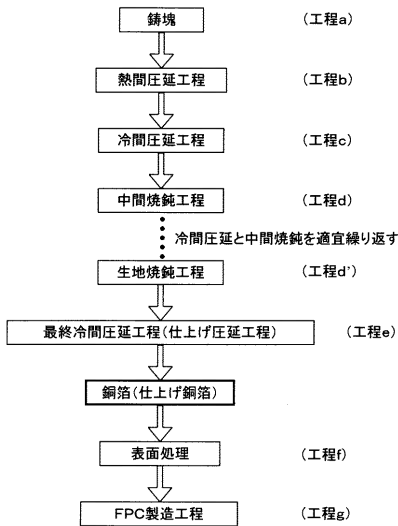 鋳塊 (工程a)
熱間圧延工程 (工程b)
冷間圧延工程 (工程c)
中間焼鈍工程 (工程d)
冷間圧延と中間焼鈍を適宜繰り返す
生地焼鈍工程 (工程d')
最終冷間圧延工程(仕上げ圧延工程) (工程e)
銅箔(仕上げ銅箔)
表面処理 (工程f)
FPC製造工程 (工程g)